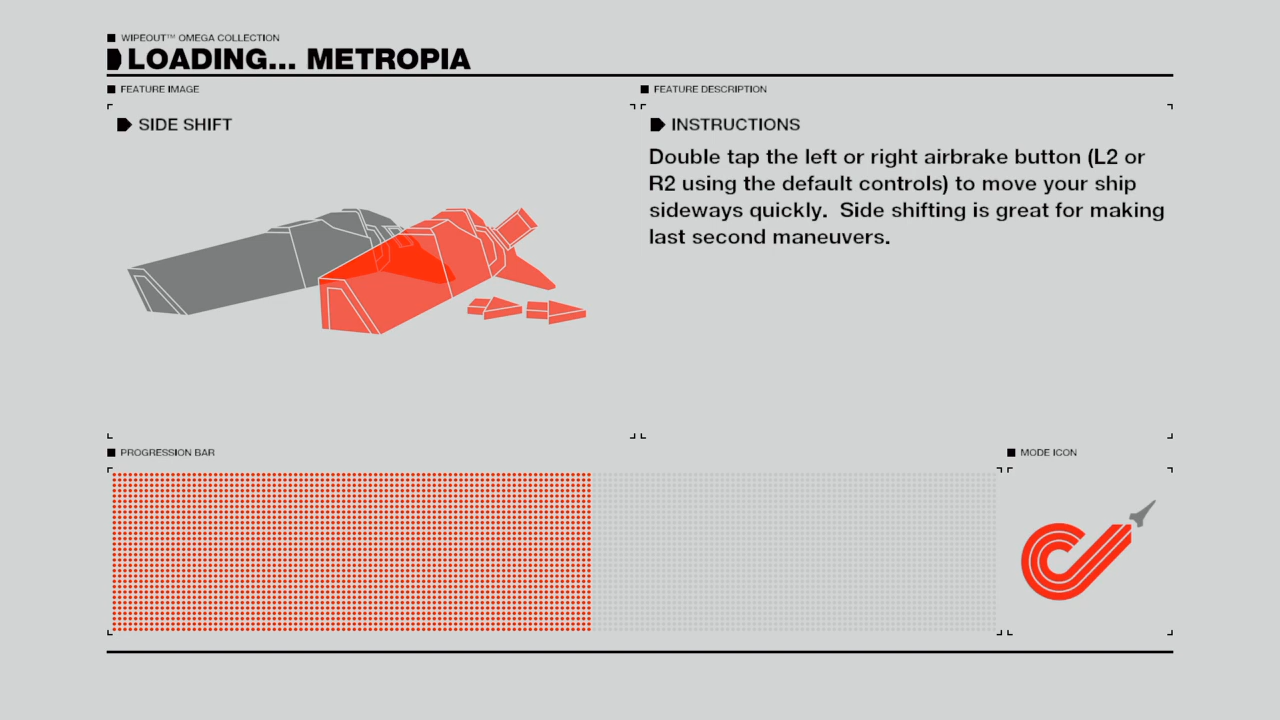 WIPEOUT™ OMEGA COLLECTION
LOADING... METROPIA
FEATURE IMAGE
SIDE SHIFT
FEATURE DESCRIPTION
INSTRUCTIONS
Double tap the left or right airbrake button (L2 or
R2 using the default controls) to move your ship
sideways quickly.  Side shifting is great for making
last second maneuvers.
PROGRESSION BAR
MODE ICON